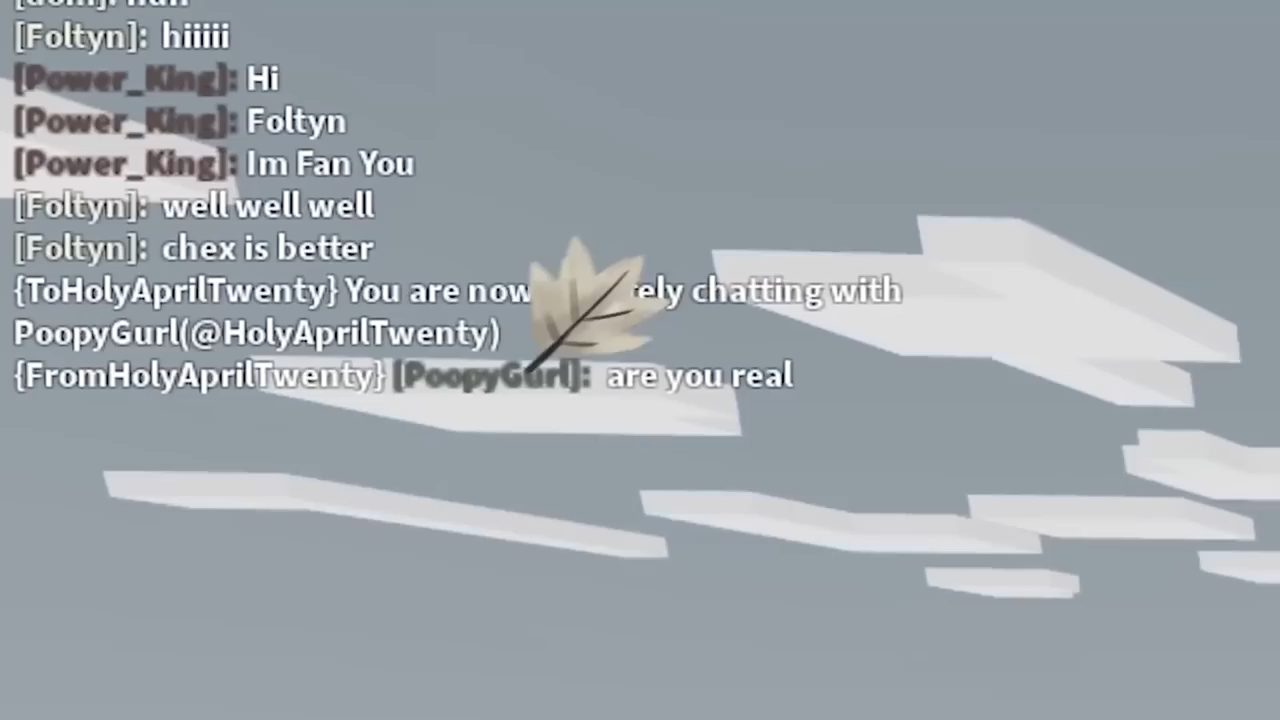 [Foltyn]: hiiiii
[Power_King]: Hi
[Power_King]: Foltyn
[Power_King]: Im Fan You
[Foltyn]: well well well
[Foltyn]: chex is better
{ToHolyAprilTwenty} You are now chatting with
PoopyGurl(@HolyAprilTwenty)
{FromHolyAprilTwenty} [PoopyGurl]: are you real